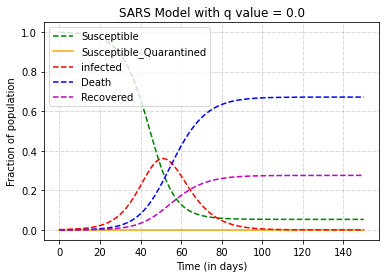 SARS Model with q value = 0.0
Susceptible
Susceptible_Quarantined
infected
Death
Recovered
Fraction of population
1.0
0.8
0.6
0.4
0.2
0.0
0 20 40 60 80 100 120 140
Time (in days)